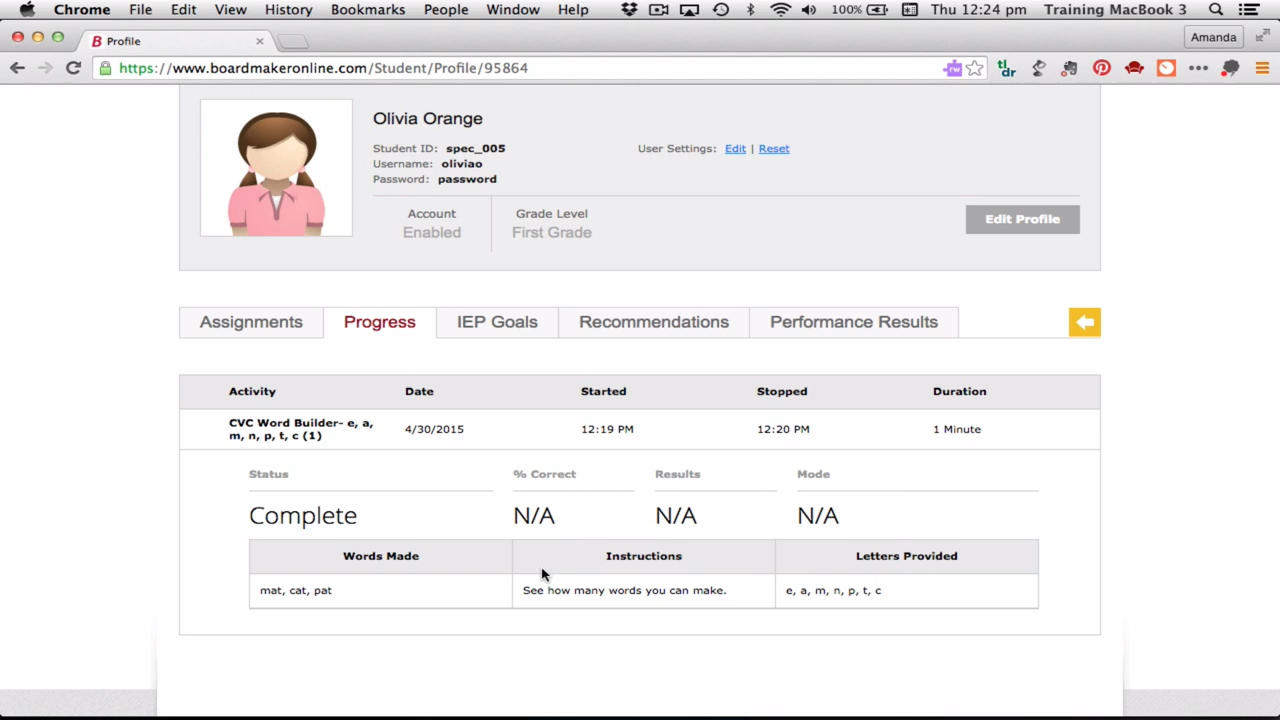 Chrome File Edit View History Bookmarks People Window Help 100% Thu 12:24 pm Training MacBook 3
B Profile × Amanda
https://www.boardmakeronline.com/Student/Profile/95864 rw tl;dr
Olivia Orange
Student ID: spec_005 User Settings: Edit | Reset
Username: oliviao
Password: password
Account Grade Level
Enabled First Grade
Edit Profile
Assignments Progress IEP Goals Recommendations Performance Results
Activity Date Started Stopped Duration
CVC Word Builder- e, a,
m, n, p, t, c (1) 4/30/2015 12:19 PM 12:20 PM 1 Minute
Status % Correct Results Mode
Complete N/A N/A N/A
Words Made Instructions Letters Provided
mat, cat, pat See how many words you can make. e, a, m, n, p, t, c